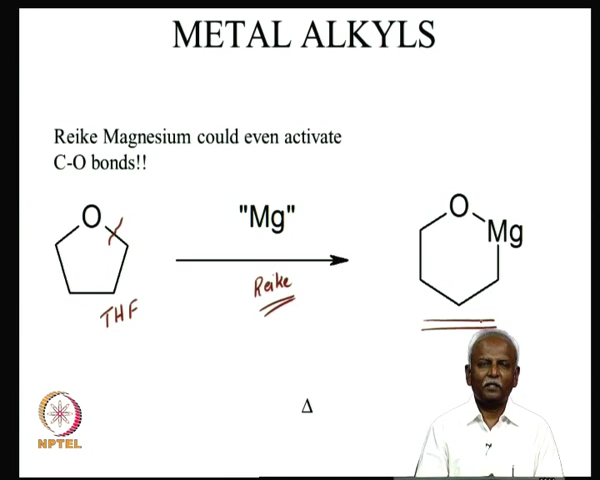 METAL ALKYLS
Reike Magnesium could even activate
C-O bonds!!
O
"Mg"
O
Mg
Reike
THF
Δ
NPTEL